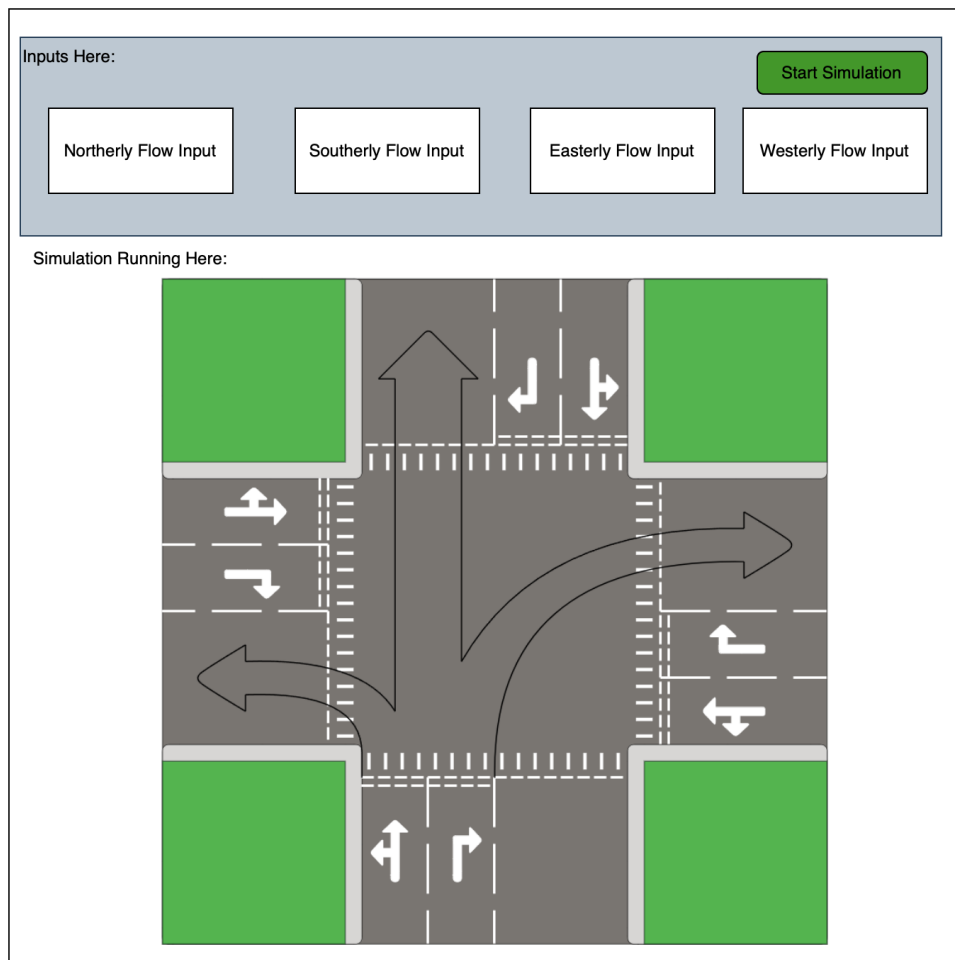 Inputs Here:
Start Simulation
Northerly Flow Input
Southerly Flow Input
Easterly Flow Input
Westerly Flow Input
Simulation Running Here: